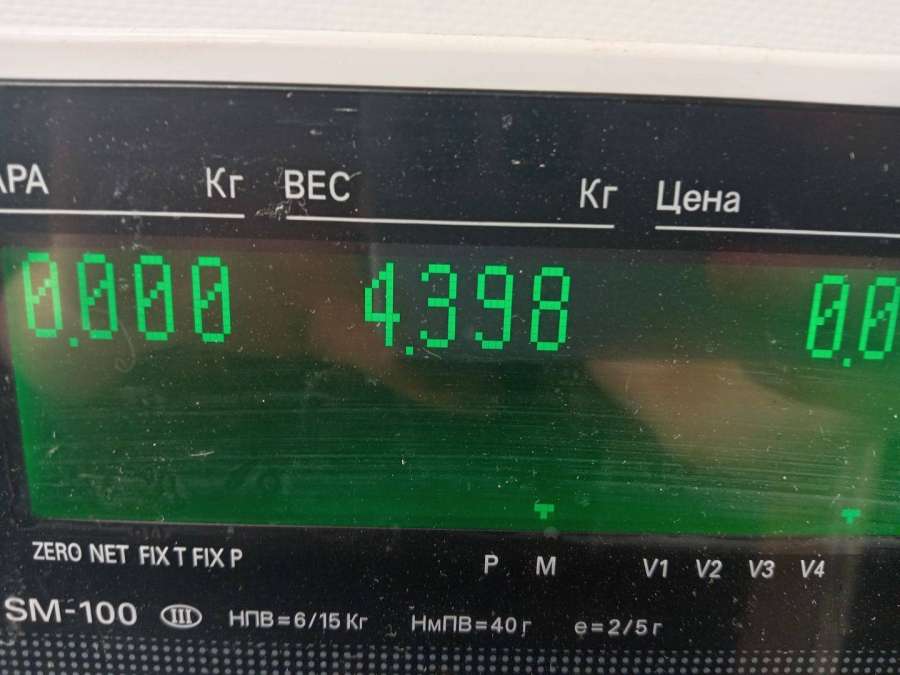 АРА Кг ВЕС Кг Цена
0.000 4.398 0.0
ZERO NET FIX T FIX P P M V1 V2 V3 V4
SM-100 III НПВ=6/15 Кг НмПВ=40 г e=2/5 г